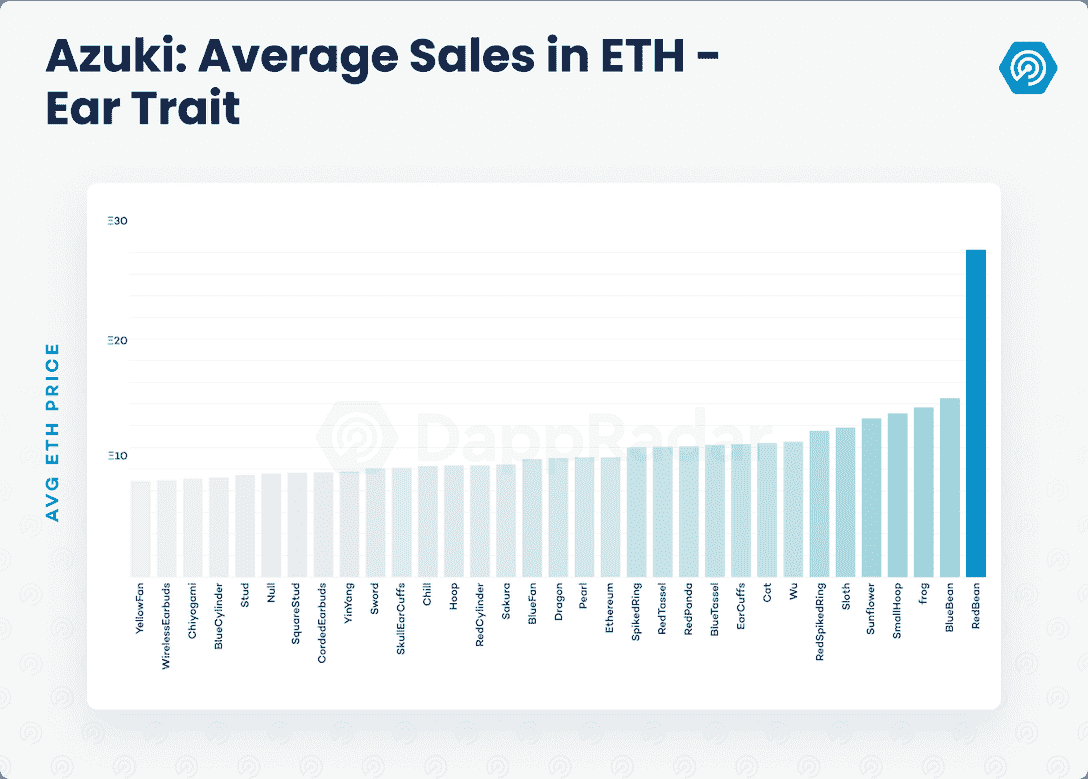 Azuki: Average Sales in ETH -
Ear Trait
AVG ETH PRICE
Ξ30
Ξ20
Ξ10
DappRadar
YellowFan
WirelessEarbuds
Chiyogami
BlueCylinder
Stud
Null
SquareStud
CordedEarbuds
YinYang
Sword
SkullEarCuffs
Chill
Hoop
RedCylinder
Sakura
BlueFan
Dragon
Pearl
Ethereum
SpikedRing
RedTassel
RedPanda
BlueTassel
EarCuffs
Cat
Wu
RedSpikedRing
Sloth
Sunflower
SmallHoop
frog
BlueBean
RedBean